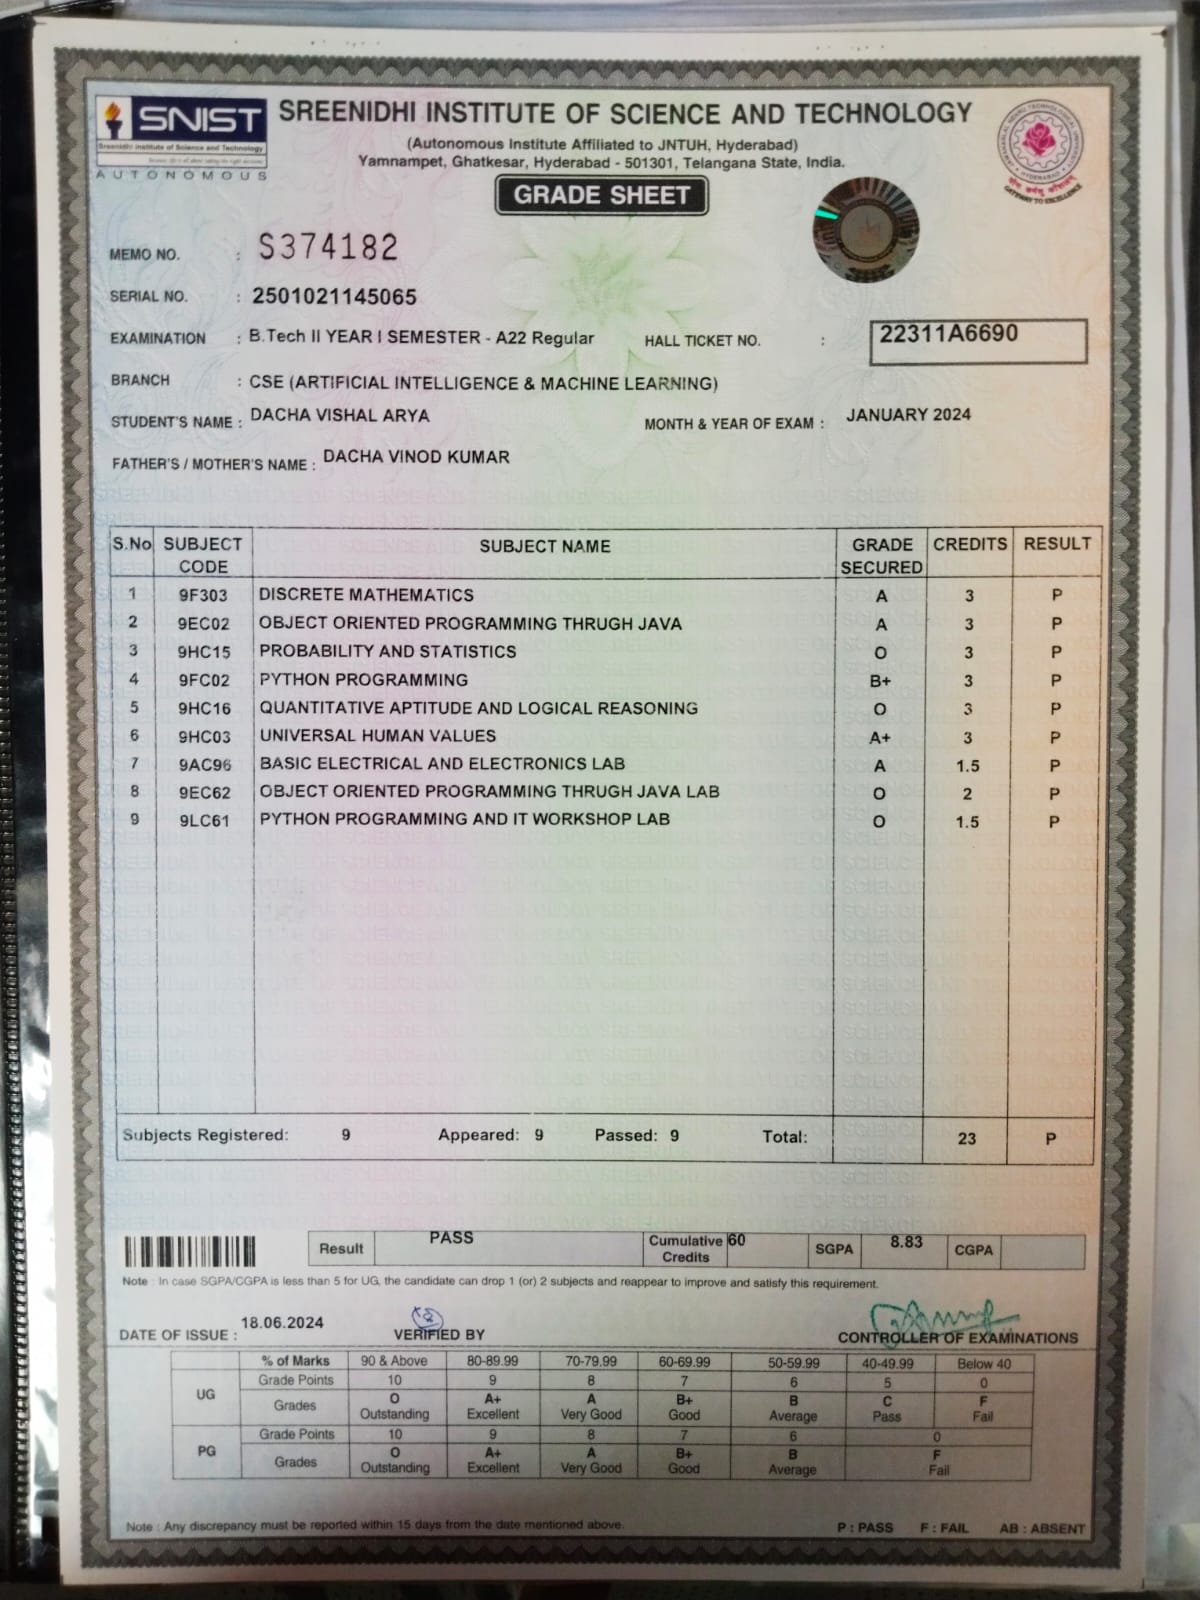 SNIST
Sreenidhi Institute of Science and Technology
AUTONOMOUS
SREENIDHI INSTITUTE OF SCIENCE AND TECHNOLOGY
(Autonomous Institute Affiliated to JNTUH, Hyderabad)
Yamnampet, Ghatkesar, Hyderabad - 501301, Telangana State, India.
GRADE SHEET
GATEWAY TO EXCELLENCE
MEMO NO. : S374182
SERIAL NO. : 2501021145065
EXAMINATION : B.Tech II YEAR I SEMESTER - A22 Regular HALL TICKET NO. : 22311A6690
BRANCH : CSE (ARTIFICIAL INTELLIGENCE & MACHINE LEARNING)
STUDENT'S NAME : DACHA VISHAL ARYA MONTH & YEAR OF EXAM : JANUARY 2024
FATHER'S / MOTHER'S NAME : DACHA VINOD KUMAR
S.No SUBJECT CODE SUBJECT NAME GRADE SECURED CREDITS RESULT
1 9F303 DISCRETE MATHEMATICS A 3 P
2 9EC02 OBJECT ORIENTED PROGRAMMING THRUGH JAVA A 3 P
3 9HC15 PROBABILITY AND STATISTICS O 3 P
4 9FC02 PYTHON PROGRAMMING B+ 3 P
5 9HC16 QUANTITATIVE APTITUDE AND LOGICAL REASONING O 3 P
6 9HC03 UNIVERSAL HUMAN VALUES A+ 3 P
7 9AC96 BASIC ELECTRICAL AND ELECTRONICS LAB A 1.5 P
8 9EC62 OBJECT ORIENTED PROGRAMMING THRUGH JAVA LAB O 2 P
9 9LC61 PYTHON PROGRAMMING AND IT WORKSHOP LAB O 1.5 P
Subjects Registered: 9 Appeared: 9 Passed: 9 Total: 23 P
Result PASS Cumulative Credits 60 SGPA 8.83 CGPA
Note : In case SGPA/CGPA is less than 5 for UG, the candidate can drop 1 (or) 2 subjects and reappear to improve and satisfy this requirement.
DATE OF ISSUE : 18.06.2024 VERIFIED BY CONTROLLER OF EXAMINATIONS
% of Marks 90 & Above 80-89.99 70-79.99 60-69.99 50-59.99 40-49.99 Below 40
UG Grade Points 10 9 8 7 6 5 0
Grades O Outstanding A+ Excellent A Very Good B+ Good B Average C Pass F Fail
PG Grade Points 10 9 8 7 6 0
Grades O Outstanding A+ Excellent A Very Good B+ Good B Average F Fail
Note : Any discrepancy must be reported within 15 days from the date mentioned above.
P : PASS F : FAIL AB : ABSENT